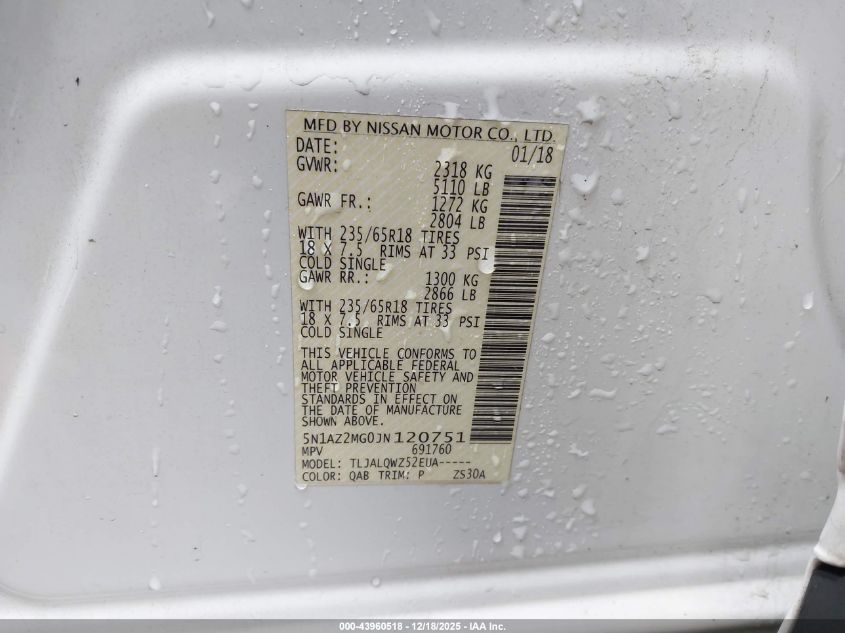 MFD BY NISSAN MOTOR CO., LTD.
DATE: 01/18
GVWR: 2318 KG
5110 LB
GAWR FR.: 1272 KG
2804 LB
WITH 235/65R18 TIRES
18 X 7.5 RIMS AT 33 PSI
COLD SINGLE
GAWR RR.: 1300 KG
2866 LB
WITH 235/65R18 TIRES
18 X 7.5 RIMS AT 33 PSI
COLD SINGLE
THIS VEHICLE CONFORMS TO
ALL APPLICABLE FEDERAL
MOTOR VEHICLE SAFETY AND
THEFT PREVENTION
STANDARDS IN EFFECT ON
THE DATE OF MANUFACTURE
SHOWN ABOVE.
5N1AZ2MG0JN120751
MPV 691760
MODEL: TLJALQWZ52EUA-----
COLOR: QAB TRIM: P ZS30A
000-43960518 - 12/18/2025 - IAA Inc.